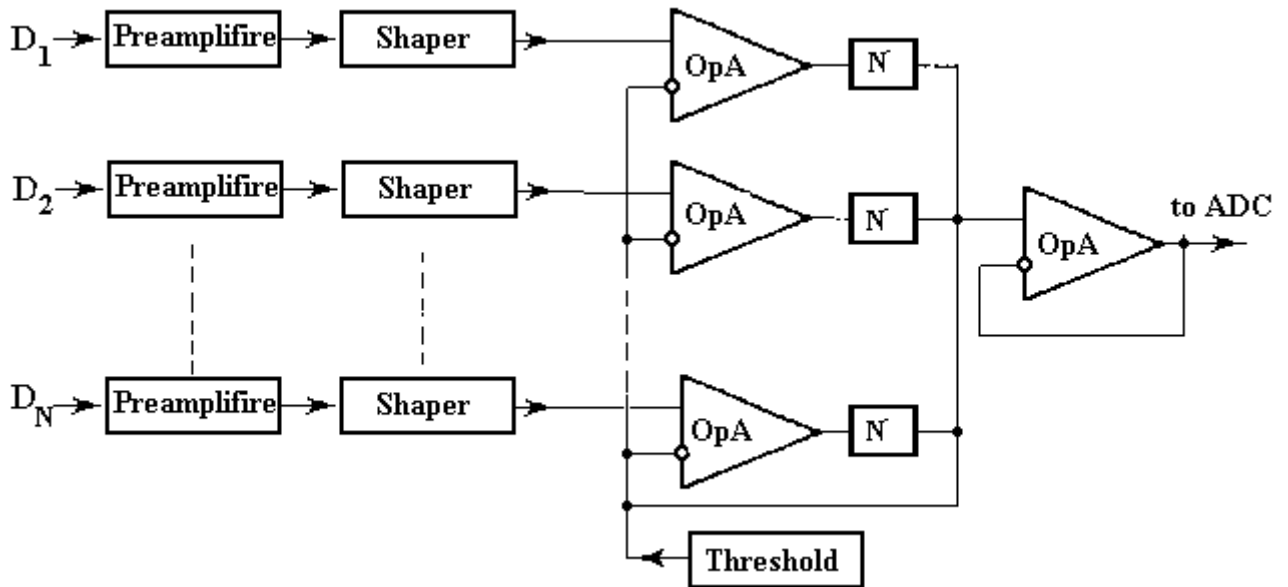 D1 Preamplifire Shaper OpA N
D2 Preamplifire Shaper OpA N OpA to ADC
DN Preamplifire Shaper OpA N
Threshold